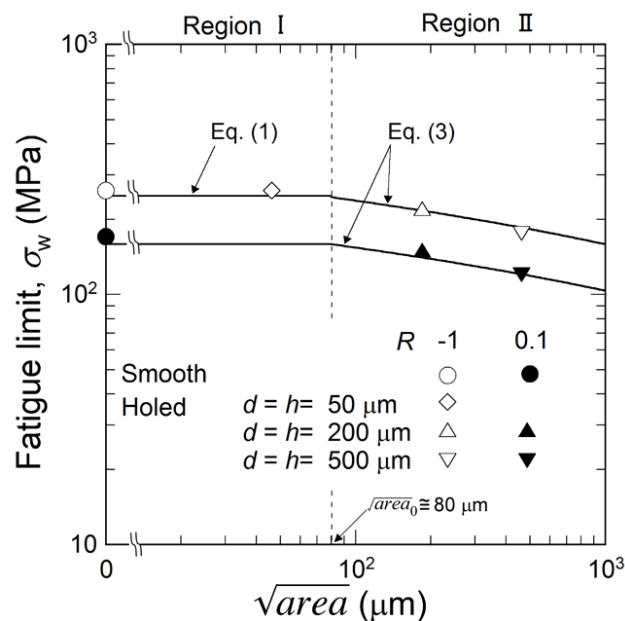 Region I Region II
10³
Eq. (1) Eq. (3)
Fatigue limit, σw (MPa)
10²
R -1 0.1
Smooth
Holed d = h= 50 μm
d = h= 200 μm
d = h= 500 μm
√area₀ ≅ 80 μm
10
0 10² 10³
√area (μm)